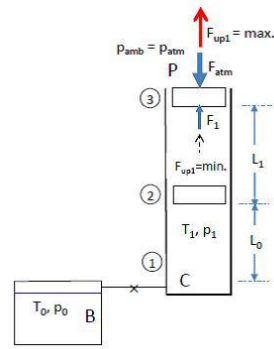 F_up1 = max.
p_amb = p_atm
P
F_atm
③
F_1
L_1
F_up1=min.
②
T_1, p_1
L_0
①
C
T_0, p_0
B